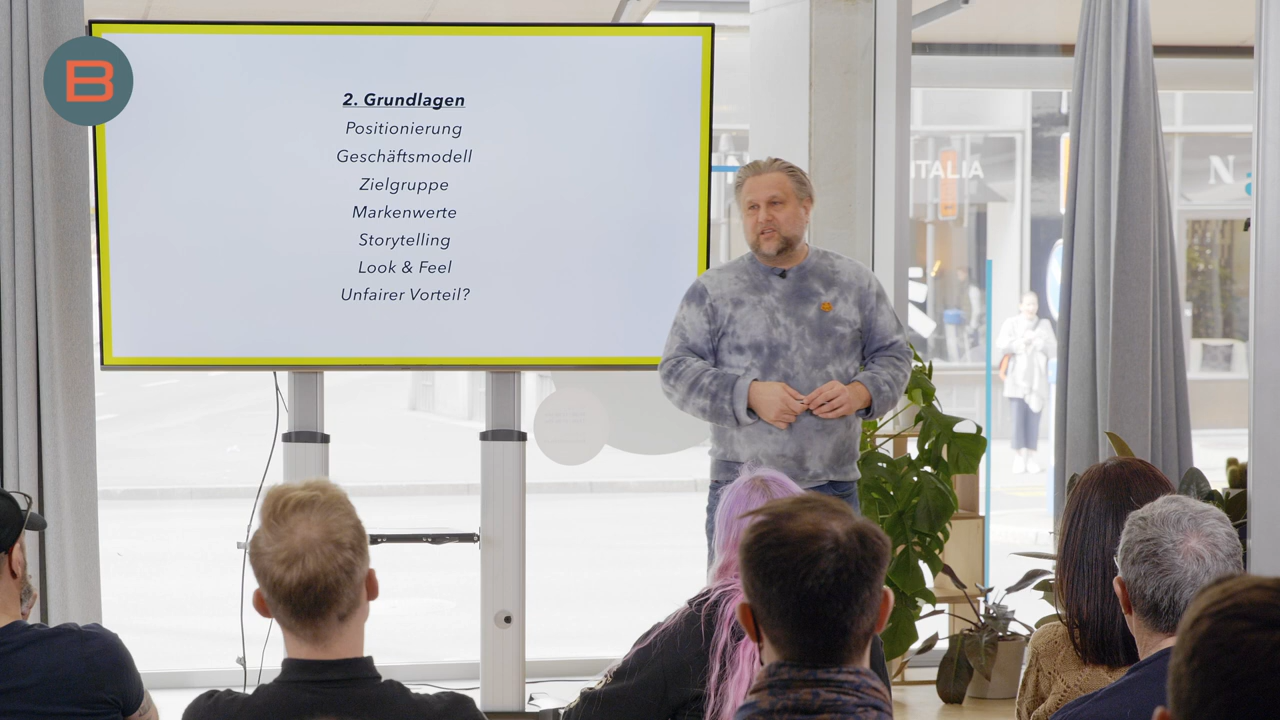 B
2. Grundlagen
Positionierung
Geschäftsmodell
Zielgruppe
Markenwerte
Storytelling
Look & Feel
Unfairer Vorteil?
ITALIA
N